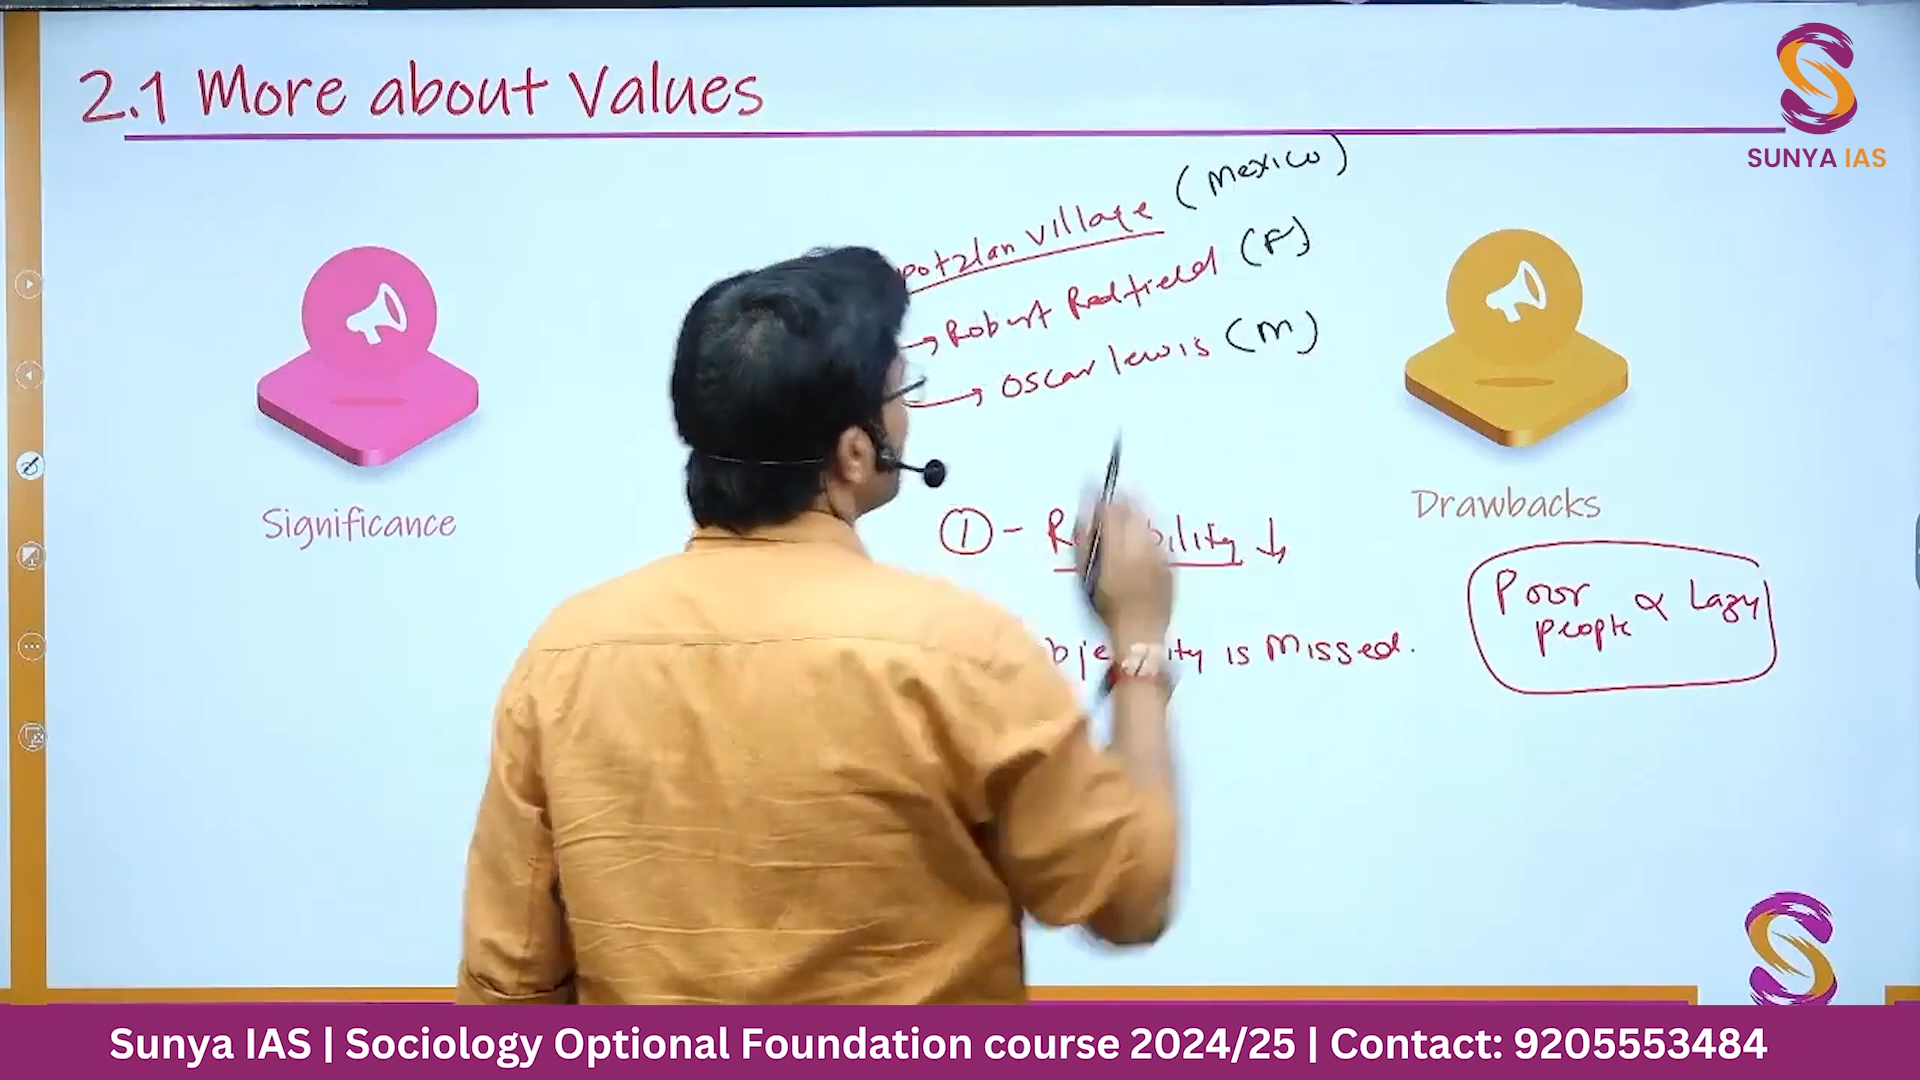 2.1 More about Values
SUNYA IAS
potzlan village (Mexico)
→ Robert Redfield (F)
→ Oscar lewis (M)
Significance
Drawbacks
① - ↓
is Missed.
Poor people ∝ Lazy
Sunya IAS | Sociology Optional Foundation course 2024/25 | Contact: 9205553484